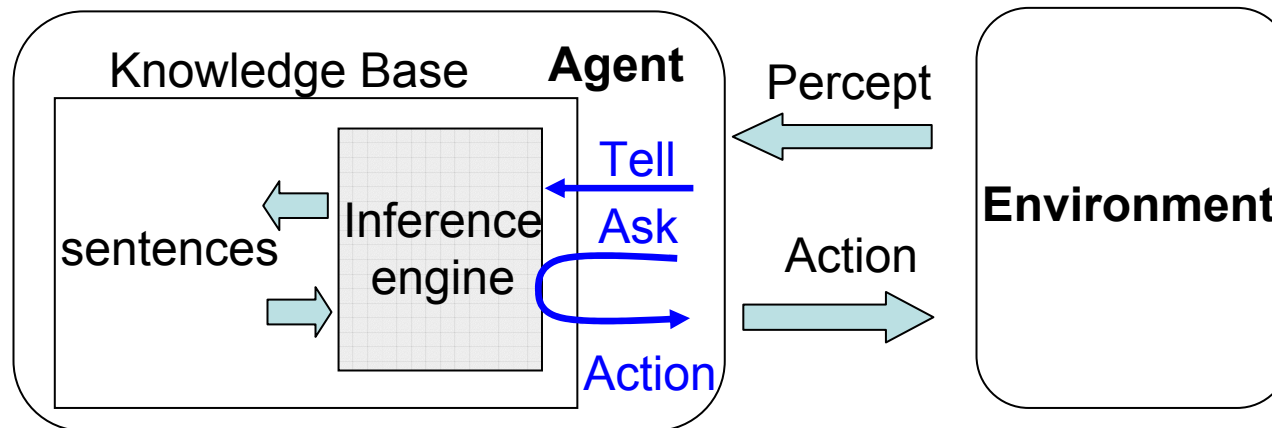 Knowledge Base
Agent
Percept
Tell
Environment
Inference
engine
Ask
sentences
Action
Action